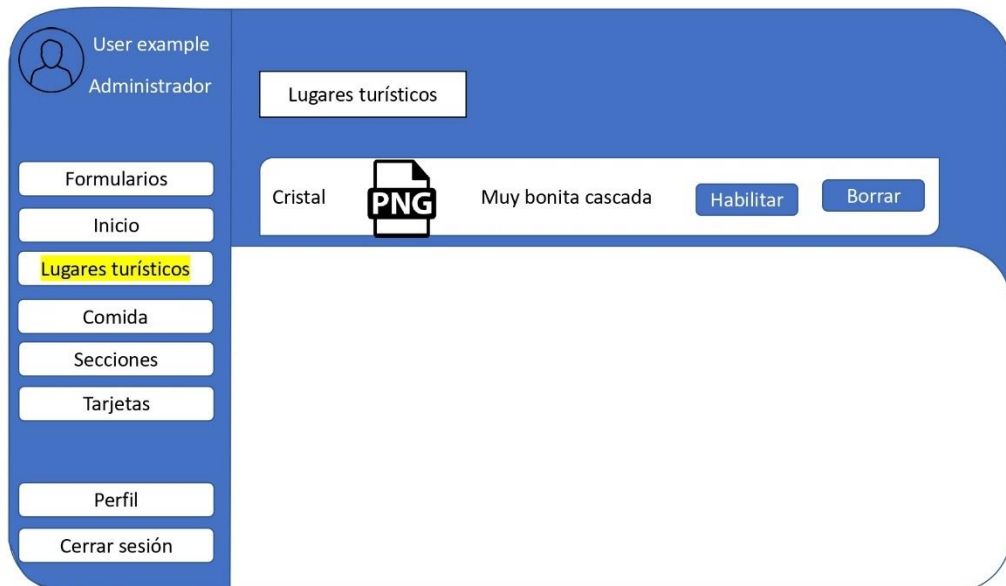 User example
Administrador
Formularios
Inicio
Lugares turísticos
Comida
Secciones
Tarjetas
Perfil
Cerrar sesión
Lugares turísticos
Cristal PNG Muy bonita cascada Habilitar Borrar